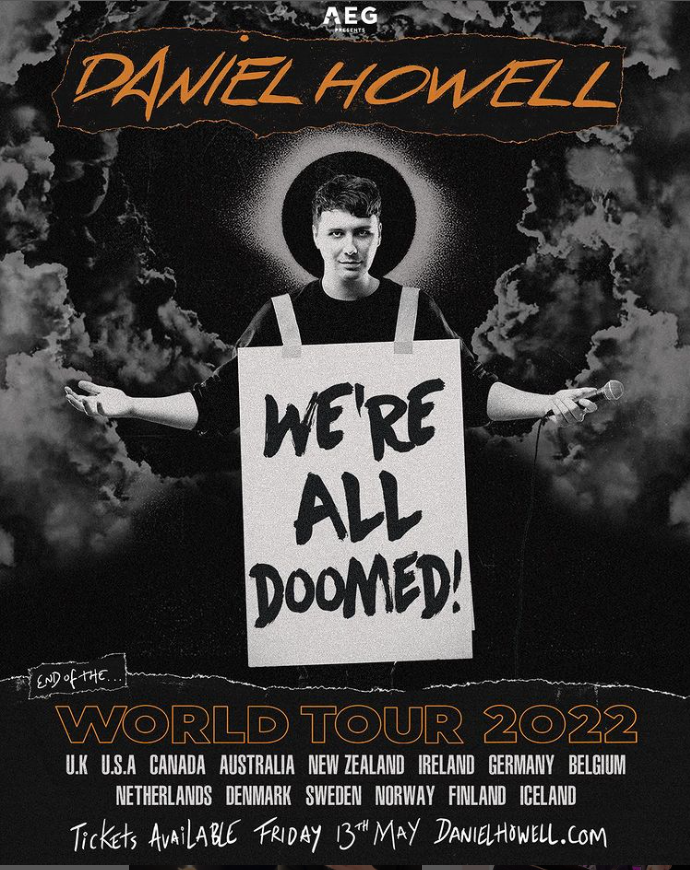 AEG
PRESENTS
DANIEL HOWELL
WE'RE
ALL
DOOMED!
END OF THE...
WORLD TOUR 2022
U.K U.S.A CANADA AUSTRALIA NEW ZEALAND IRELAND GERMANY BELGIUM
NETHERLANDS DENMARK SWEDEN NORWAY FINLAND ICELAND
TICKETS AVAILABLE FRIDAY 13TH MAY DANIELHOWELL.COM